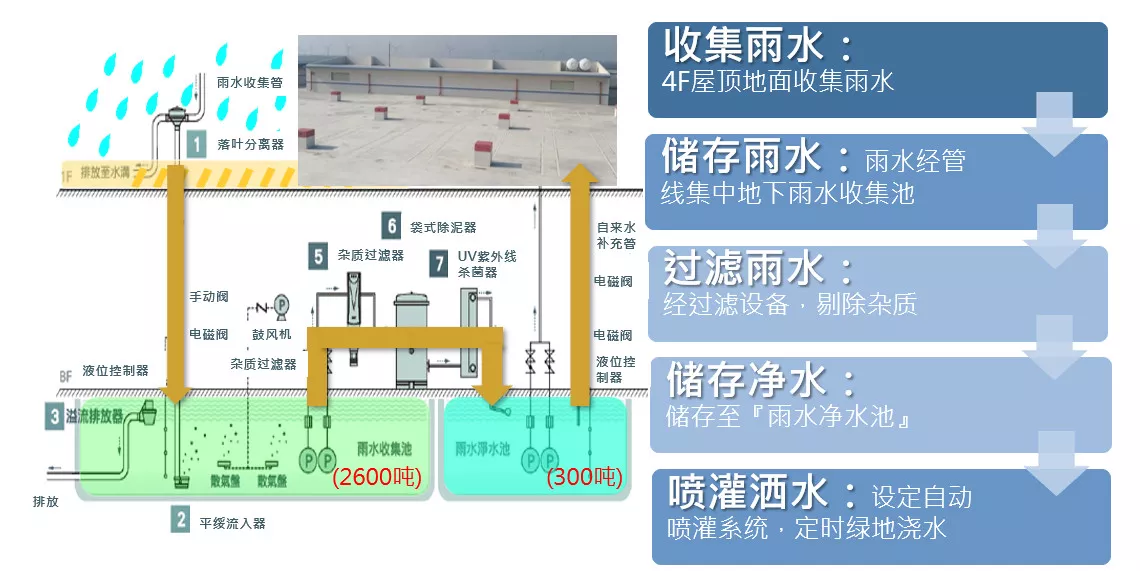 雨水收集管
1
落叶分离器
排放至水溝
1F
自来水
补充管
6
袋式除泥器
5
杂质过滤器
7
UV紫外线
杀菌器
电磁阀
手动阀
P
电磁阀
鼓风机
电磁阀
杂质过滤器
液位控
制器
液位控制器
BF
3
溢流排放器
雨水收集池
(2600吨)
P
P
雨水淨水池
(300吨)
P
P
散氣盤
散氣盤
排放
2
平缓流入器
收集雨水：
4F屋顶地面收集雨水
储存雨水：雨水经管
线集中地下雨水收集池
过滤雨水：
经过滤设备，剔除杂质
储存净水：
储存至『雨水净水池』
喷灌洒水：设定自动
喷灌系统，定时绿地浇水